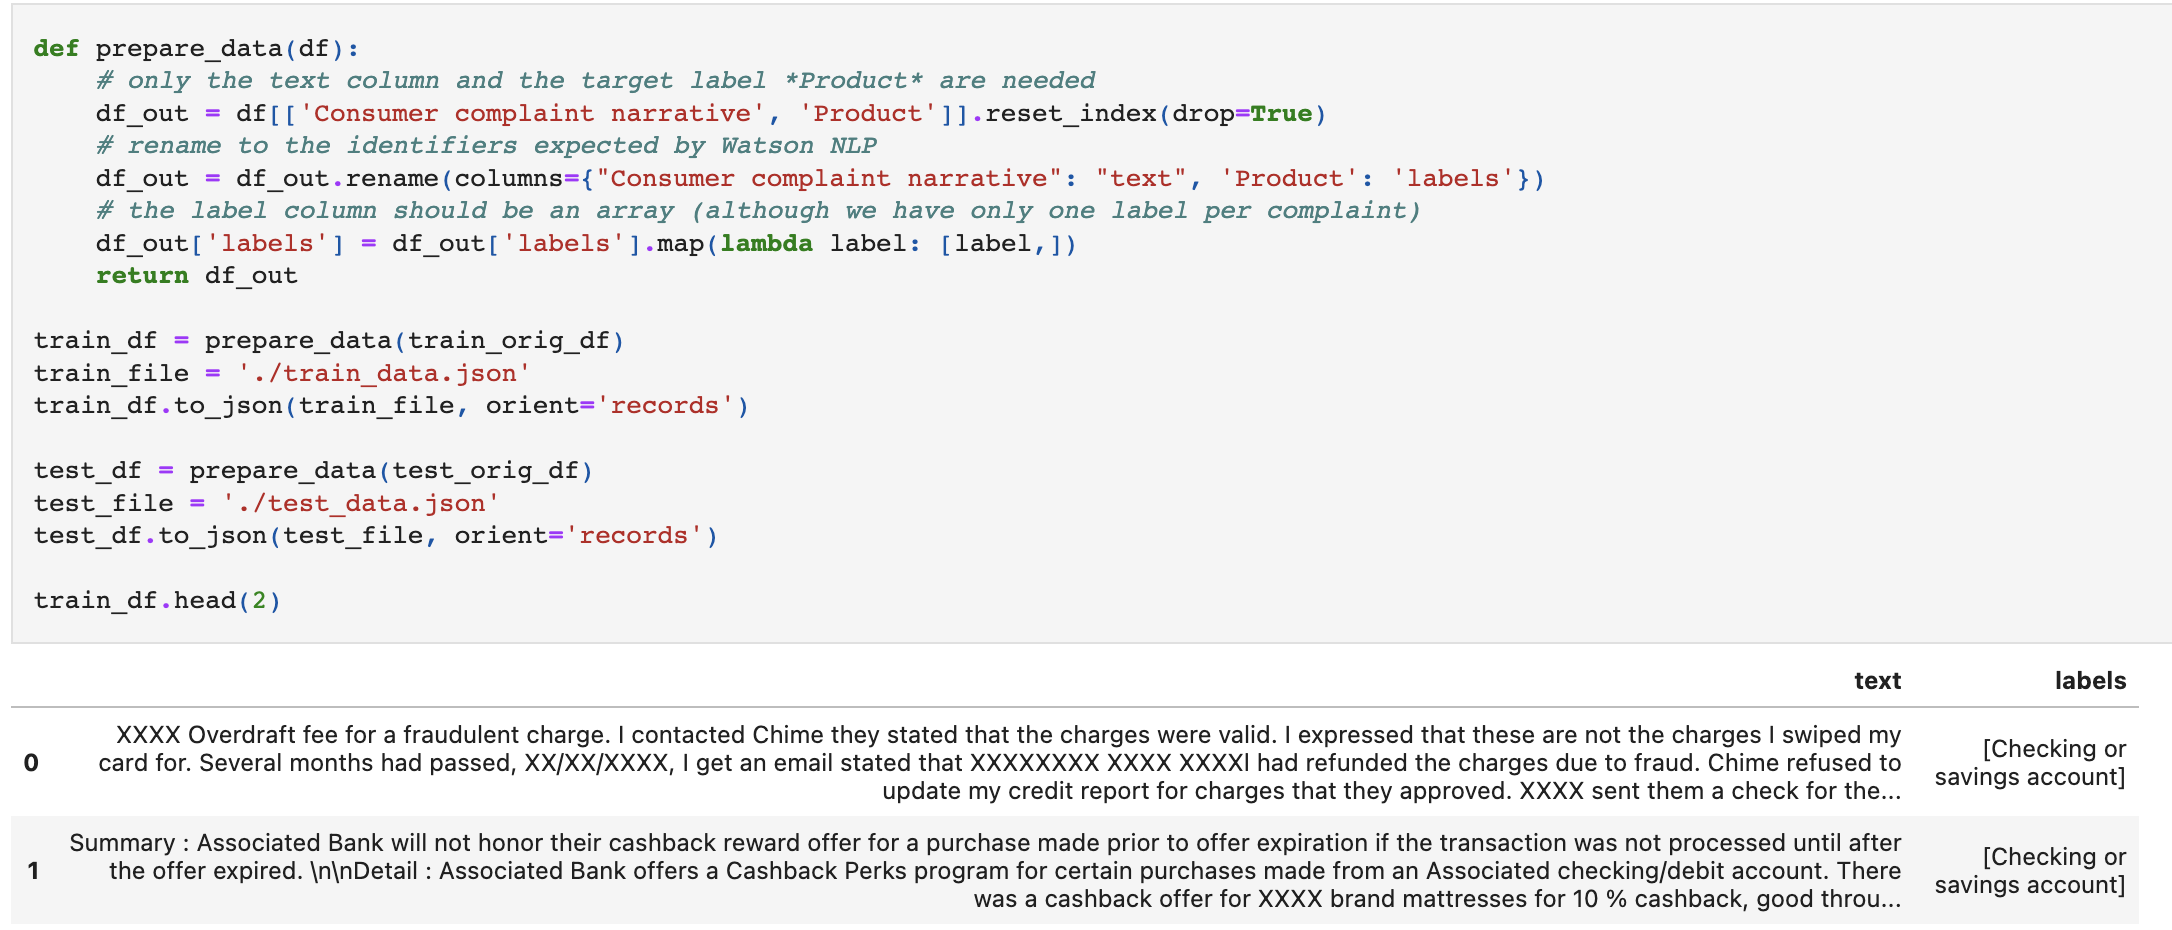 def prepare_data(df):
    # only the text column and the target label *Product* are needed
    df_out = df[['Consumer complaint narrative', 'Product']].reset_index(drop=True)
    # rename to the identifiers expected by Watson NLP
    df_out = df_out.rename(columns={"Consumer complaint narrative": "text", 'Product': 'labels'})
    # the label column should be an array (although we have only one label per complaint)
    df_out['labels'] = df_out['labels'].map(lambda label: [label,])
    return df_out

train_df = prepare_data(train_orig_df)
train_file = './train_data.json'
train_df.to_json(train_file, orient='records')

test_df = prepare_data(test_orig_df)
test_file = './test_data.json'
test_df.to_json(test_file, orient='records')

train_df.head(2)

text labels
XXXX Overdraft fee for a fraudulent charge. I contacted Chime they stated that the charges were valid. I expressed that these are not the charges I swiped my
0 card for. Several months had passed, XX/XX/XXXX, I get an email stated that XXXXXXXX XXXX XXXXI had refunded the charges due to fraud. Chime refused to
update my credit report for charges that they approved. XXXX sent them a check for the...
[Checking or
savings account]
Summary : Associated Bank will not honor their cashback reward offer for a purchase made prior to offer expiration if the transaction was not processed until after
1 the offer expired. \n\nDetail : Associated Bank offers a Cashback Perks program for certain purchases made from an Associated checking/debit account. There
was a cashback offer for XXXX brand mattresses for 10 % cashback, good throu...
[Checking or
savings account]